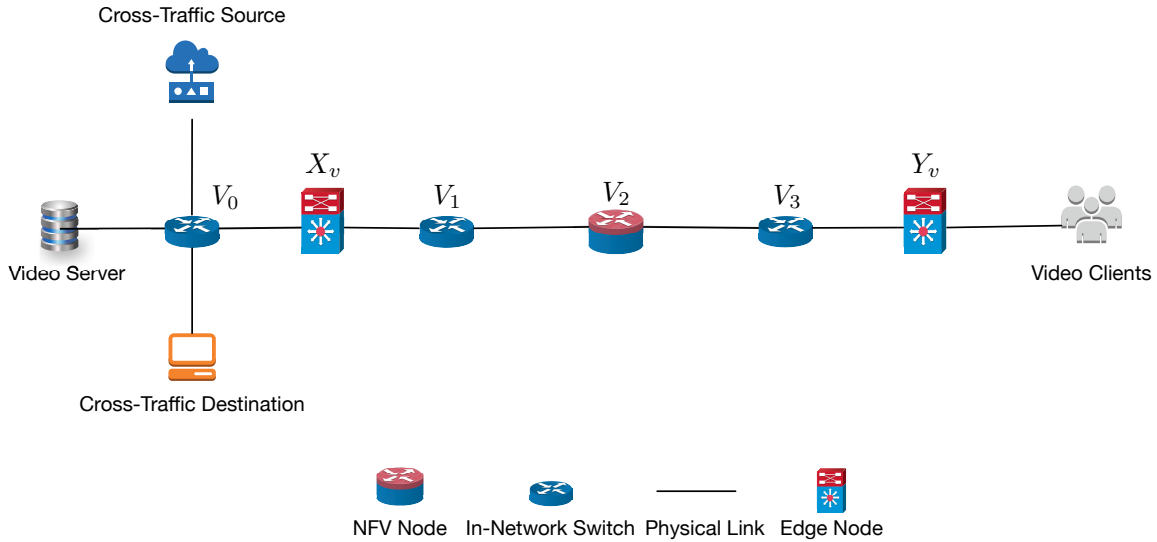 Cross-Traffic Source
X_v
Y_v
V_0
V_1
V_2
V_3
Video Server
Video Clients
Cross-Traffic Destination
NFV Node
In-Network Switch
Physical Link
Edge Node